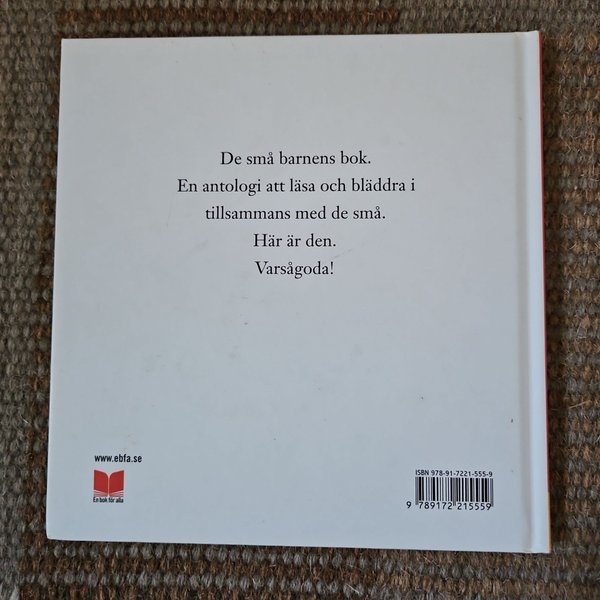 De små barnens bok.
En antologi att läsa och bläddra i
tillsammans med de små.
Här är den.
Varsågoda!
www.ebfa.se
En bok för alla
ISBN 978-91-7221-555-9
9 789172 215559